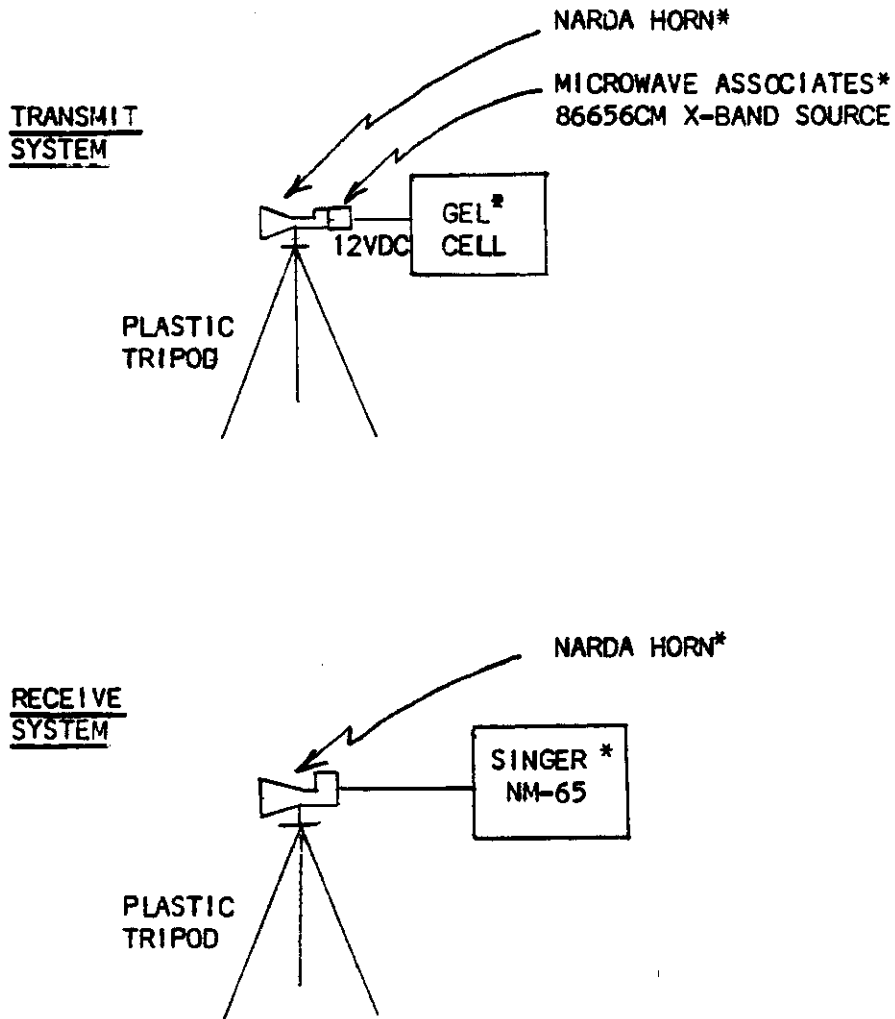 NARDA HORN*
MICROWAVE ASSOCIATES*
86656CM X-BAND SOURCE
TRANSMIT
SYSTEM
GEL*
CELL
12VDC
PLASTIC
TRIPOD
NARDA HORN*
RECEIVE
SYSTEM
SINGER *
NM-65
PLASTIC
TRIPOD